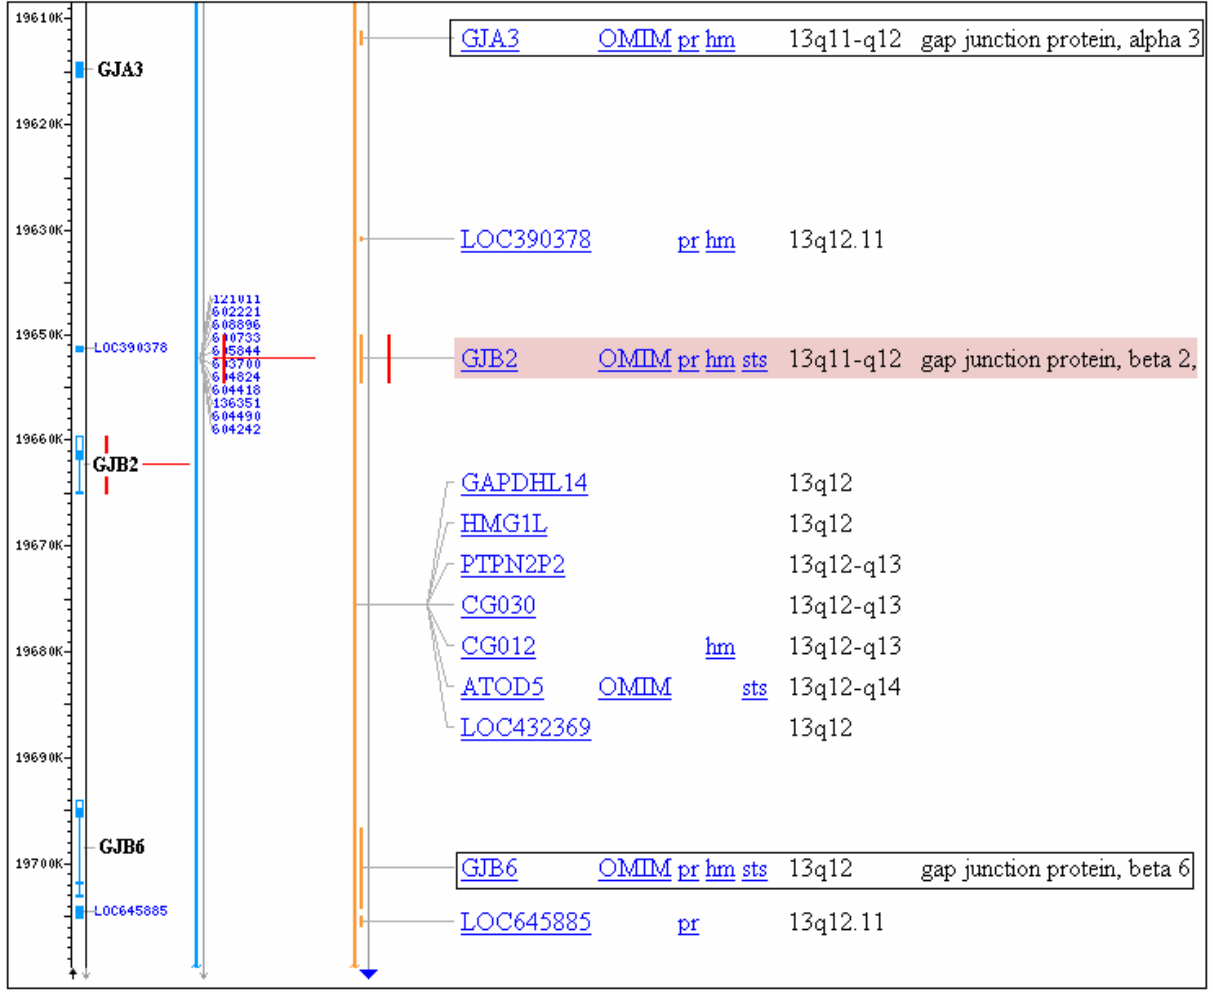 19610K
GJA3 OMIM pr hm 13q11-q12 gap junction protein, alpha 3
GJA3
19620K
19630K
LOC390378 pr hm 13q12.11
121011
602221
608896
19650K
LOC390378
GJB2 OMIM pr hm sts 13q11-q12 gap junction protein, beta 2,
604824
604418
136351
604490
604242
19660K
GJB2
GAPDHL14 13q12
HMG1L 13q12
19670K
PTPN2P2 13q12-q13
CG030 13q12-q13
19680K
CG012 hm 13q12-q13
ATOD5 OMIM sts 13q12-q14
LOC432369 13q12
19690K
GJB6
19700K
GJB6 OMIM pr hm sts 13q12 gap junction protein, beta 6
LOC645885
LOC645885 pr 13q12.11